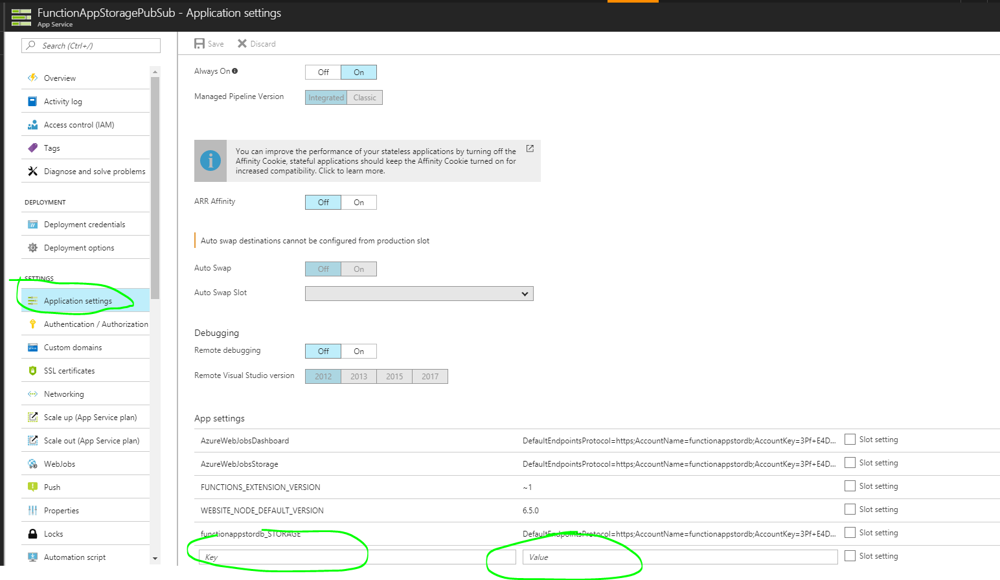 FunctionAppStoragePubSub - Application settings
App Service
Search (Ctrl+/)
Overview
Activity log
Access control (IAM)
Tags
Diagnose and solve problems
DEPLOYMENT
Deployment credentials
Deployment options
SETTINGS
Application settings
Authentication / Authorization
Custom domains
SSL certificates
Networking
Scale up (App Service plan)
Scale out (App Service plan)
WebJobs
Push
Properties
Locks
Automation script
Save Discard
Always On Off On
Managed Pipeline Version Integrated Classic
You can improve the performance of your stateless applications by turning off the
Affinity Cookie, stateful applications should keep the Affinity Cookie turned on for
increased compatibility. Click to learn more.
ARR Affinity Off On
Auto swap destinations cannot be configured from production slot
Auto Swap Off On
Auto Swap Slot
Debugging
Remote debugging Off On
Remote Visual Studio version 2012 2013 2015 2017
App settings
AzureWebJobsDashboard DefaultEndpointsProtocol=https;AccountName=functionappstordb;AccountKey=3Pf+E4D... Slot setting
AzureWebJobsStorage DefaultEndpointsProtocol=https;AccountName=functionappstordb;AccountKey=3Pf+E4D... Slot setting
FUNCTIONS_EXTENSION_VERSION ~1 Slot setting
WEBSITE_NODE_DEFAULT_VERSION 6.5.0 Slot setting
functionappstordb_STORAGE DefaultEndpointsProtocol=https;AccountName=functionappstordb;AccountKey=3Pf+E4D... Slot setting
Key Value Slot setting